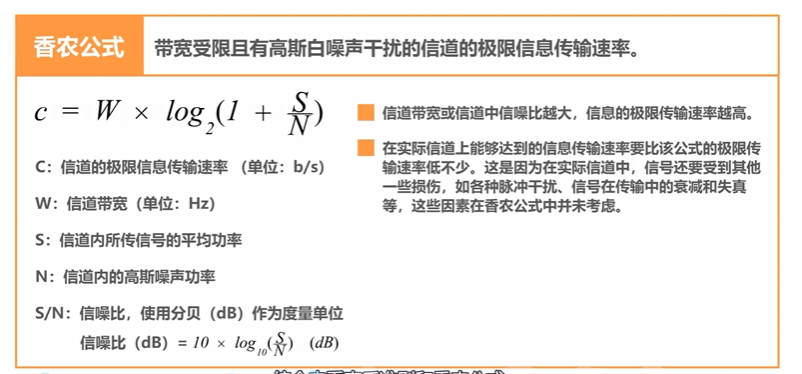 香农公式
带宽受限且有高斯白噪声干扰的信道的极限信息传输速率。
c = W × log₂(1 + S/N)
C：信道的极限信息传输速率 （单位：b/s）
W：信道带宽（单位：Hz）
S：信道内所传信号的平均功率
N：信道内的高斯噪声功率
S/N：信噪比，使用分贝（dB）作为度量单位
信噪比（dB）= 10 × log₁₀(S/N) (dB)
信道带宽或信道中信噪比越大，信息的极限传输速率越高。
在实际信道上能够达到的信息传输速率要比该公式的极限传
输速率低不少。这是因为在实际信道中，信号还要受到其他
一些损伤，如各种脉冲干扰、信号在传输中的衰减和失真
等，这些因素在香农公式中并未考虑。